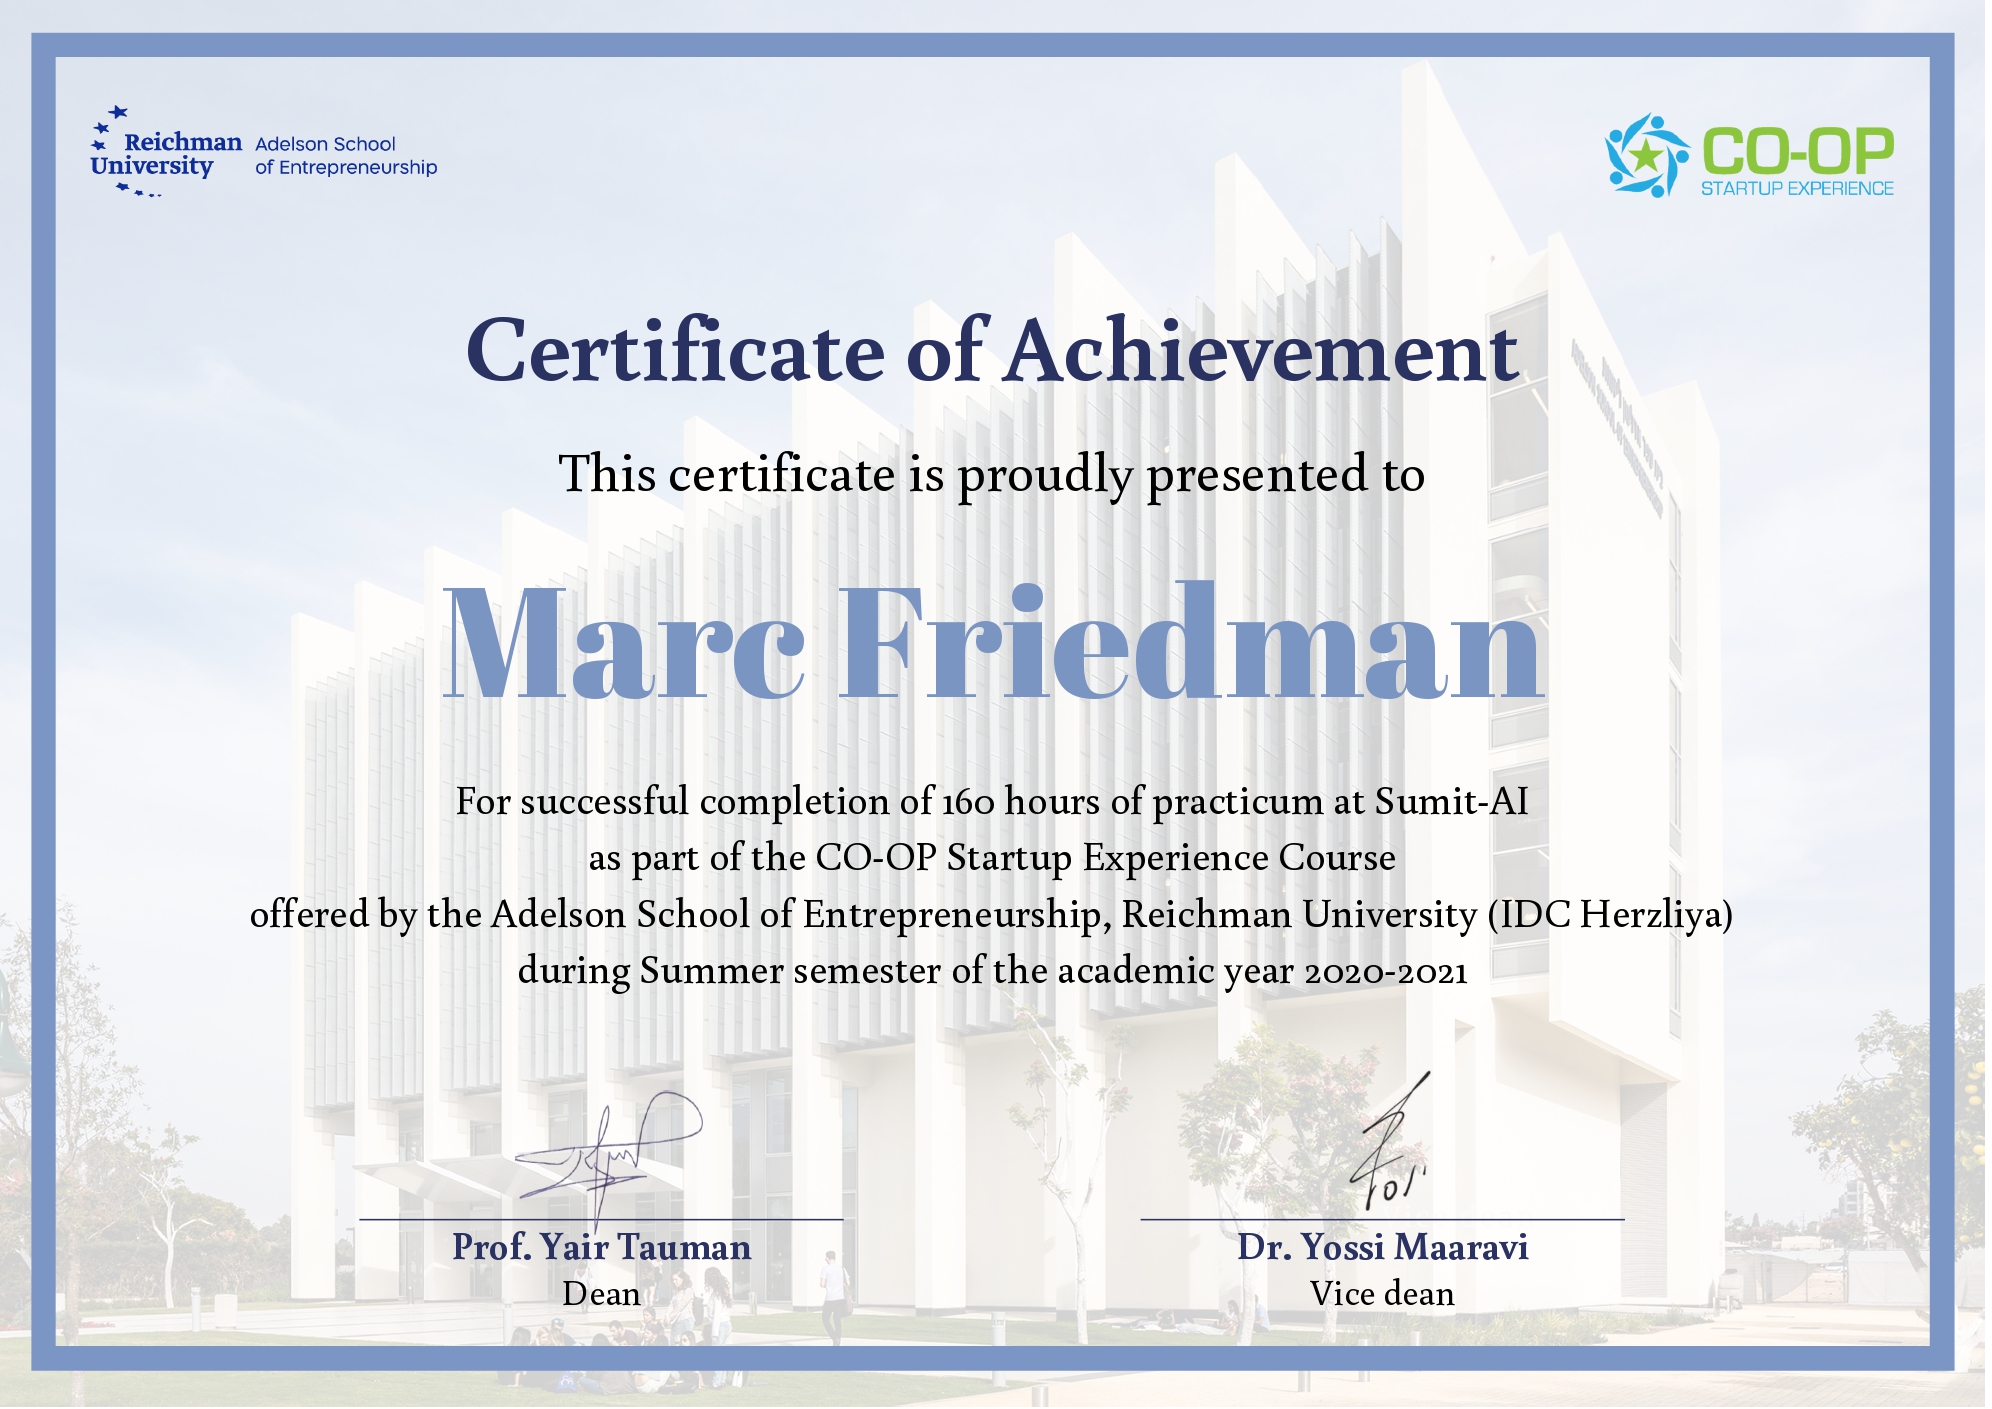 Reichman
University
Adelson School
of Entrepreneurship
CO-OP
STARTUP EXPERIENCE
Certificate of Achievement
This certificate is proudly presented to
Marc Friedman
For successful completion of 160 hours of practicum at Sumit-AI
as part of the CO-OP Startup Experience Course
offered by the Adelson School of Entrepreneurship, Reichman University (IDC Herzliya)
during Summer semester of the academic year 2020-2021
Prof. Yair Tauman
Dean
Dr. Yossi Maaravi
Vice dean